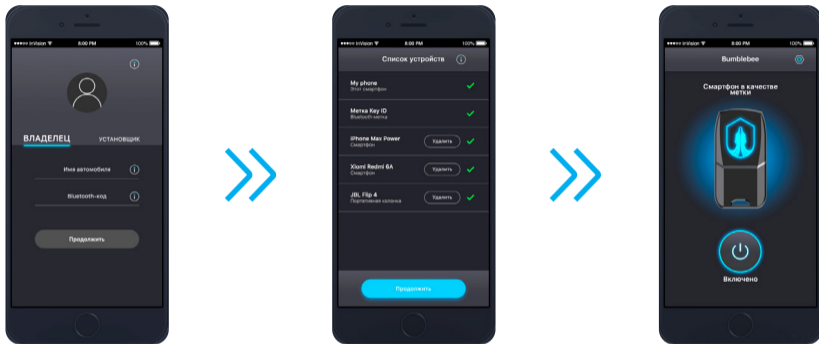 InVision 8:00 PM 100%
ВЛАДЕЛЕЦ УСТАНОВЩИК
Имя автомобиля
Bluetooth-код
Продолжить
InVision 8:00 PM 100%
Список устройств
My phone
Этот смартфон
Метка Key ID
Bluetooth-метка
iPhone Max Power
Смартфон
Удалить
Xiomi Redmi 6A
Смартфон
Удалить
JBL Flip 4
Портативная колонка
Удалить
Продолжить
InVision 8:00 PM 100%
Bumblebee
Смартфон в качестве
метки
Включено